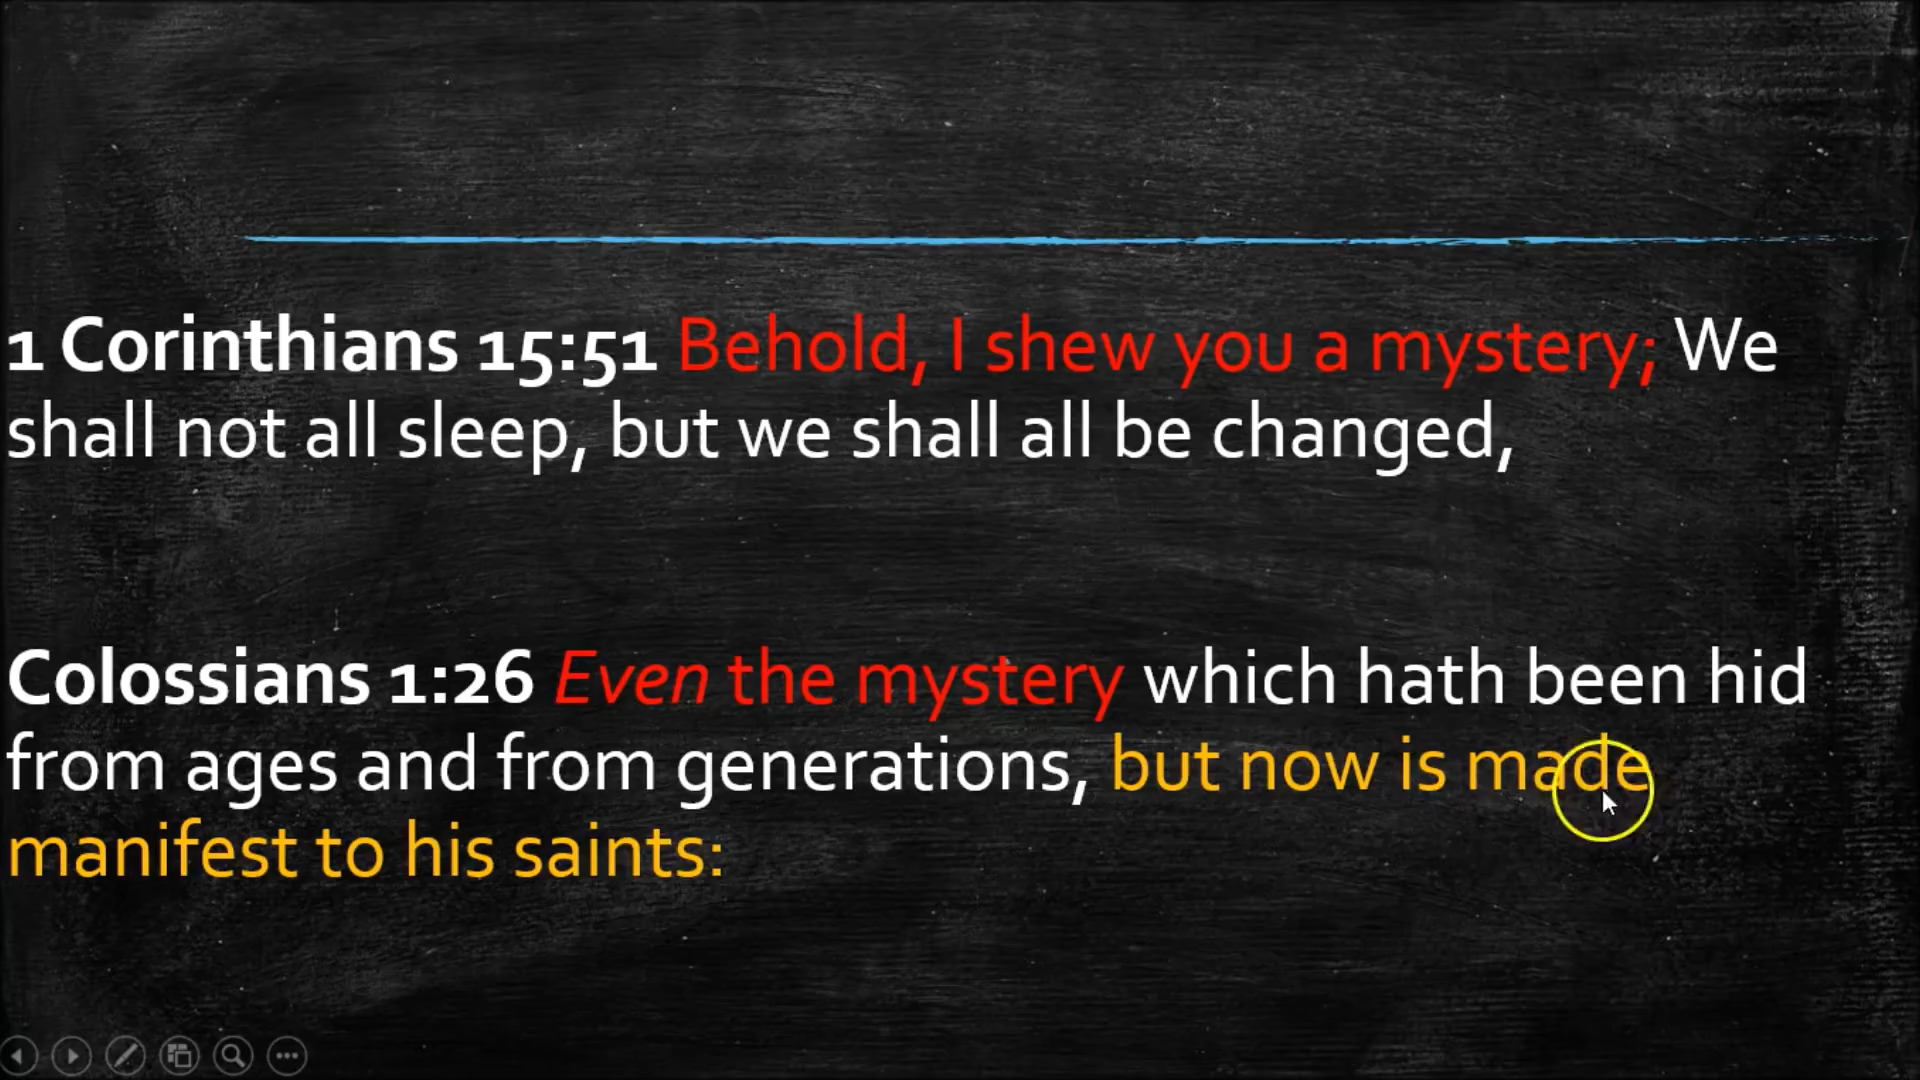 1 Corinthians 15:51 Behold, I shew you a mystery; We
shall not all sleep, but we shall all be changed,
Colossians 1:26 Even the mystery which hath been hid
from ages and from generations, but now is made
manifest to his saints: